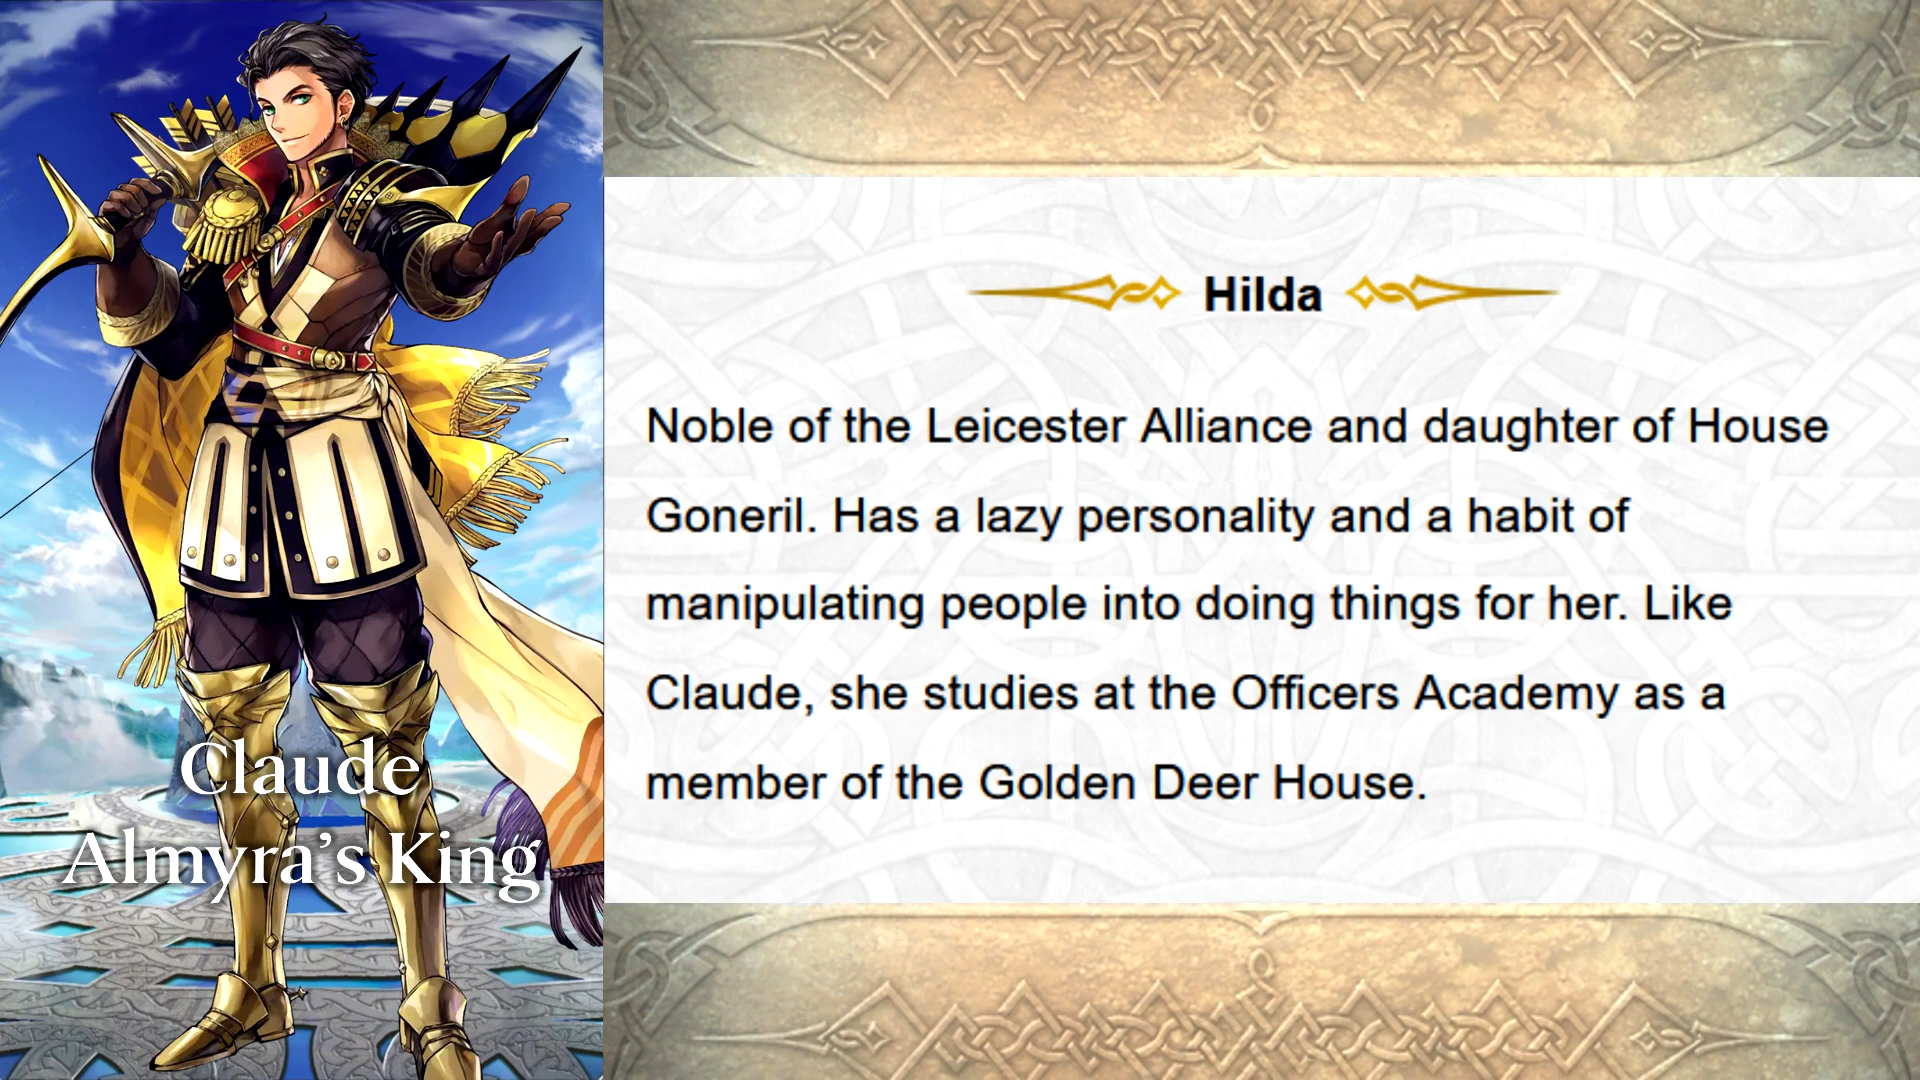 Claude
Almyra's King
Hilda
Noble of the Leicester Alliance and daughter of House
Goneril. Has a lazy personality and a habit of
manipulating people into doing things for her. Like
Claude, she studies at the Officers Academy as a
member of the Golden Deer House.